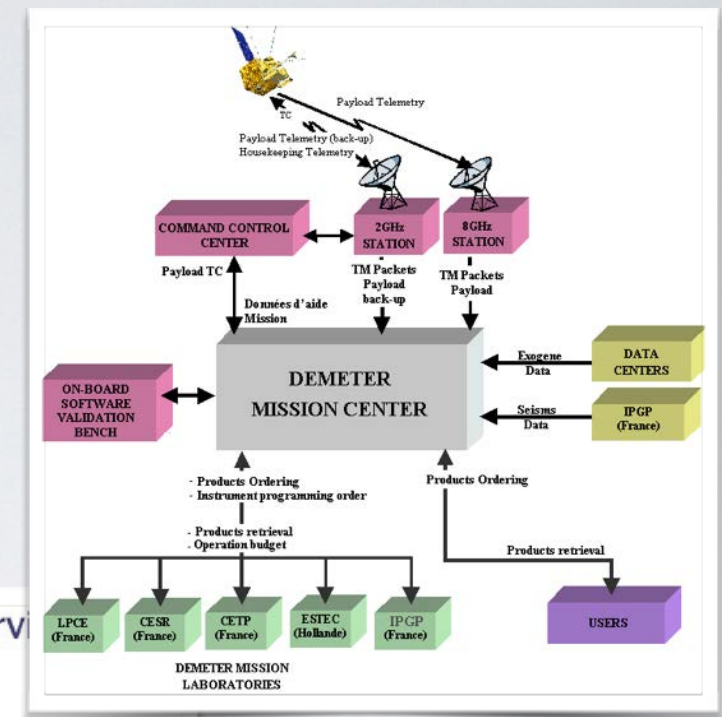 Payload Telemetry
TC
Payload Telemetry (back-up)
Housekeeping Telemetry
COMMAND CONTROL
CENTER
2GHz
STATION
8GHz
STATION
Payload TC
TM Packets
Payload
back-up
TM Packets
Payload
Données d'aide
Mission
DEMETER
MISSION CENTER
Exogene
Data
DATA
CENTERS
Seisms
Data
IPGP
(France)
ON-BOARD
SOFTWARE
VALIDATION
BENCH
- Products Ordering
- Instrument programming order
Products Ordering
- Products retrieval
- Operation budget
Products retrieval
LPCE
(France)
CESR
(France)
CETP
(France)
ESTEC
(Hollande)
IPGP
(France)
USERS
rvi
DEMETER MISSION
LABORATORIES